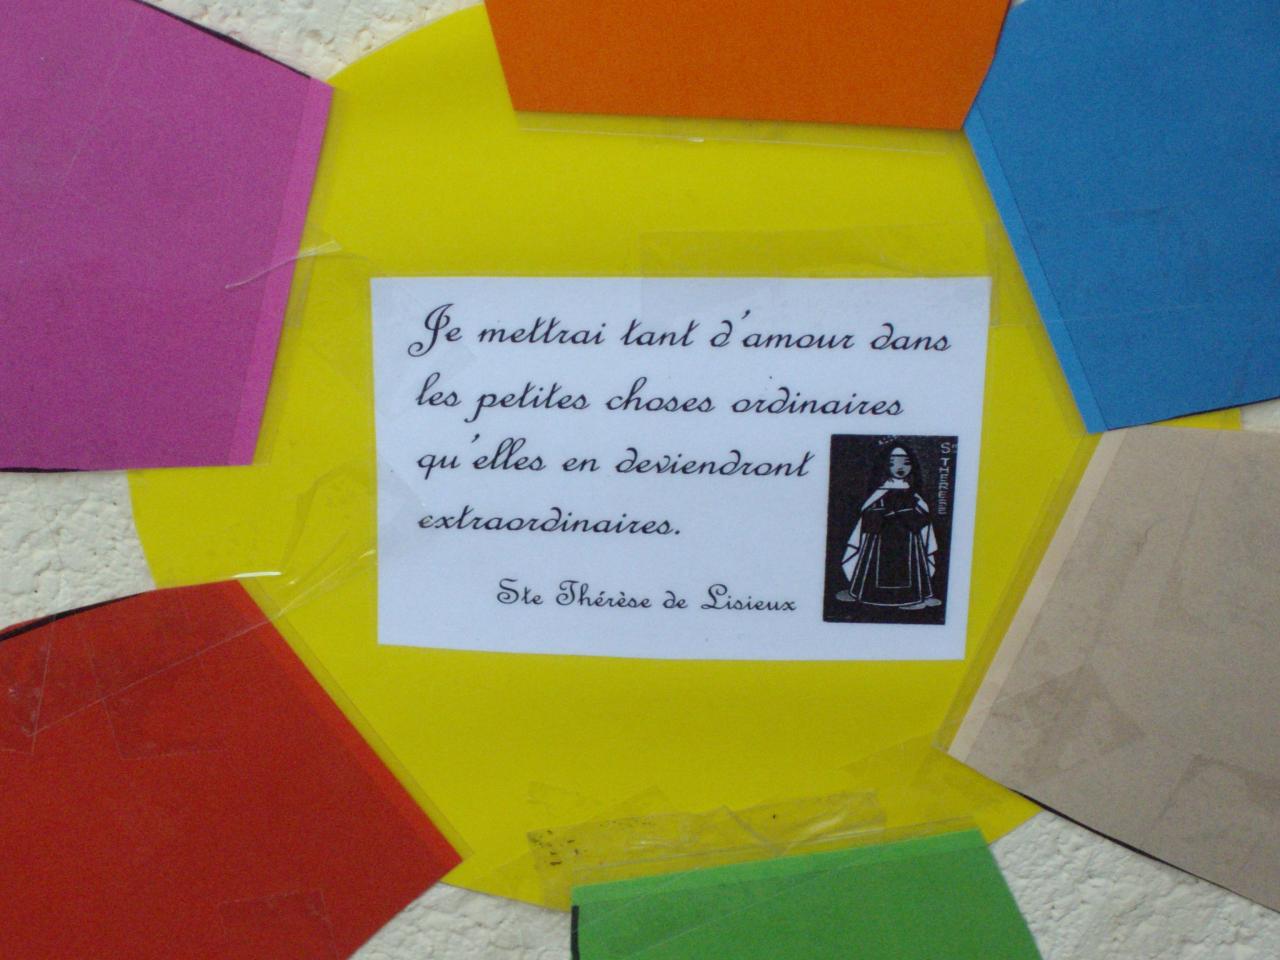 Je mettrai tant d'amour dans
les petites choses ordinaires
qu'elles en deviendront
extraordinaires.
Ste Thérèse de Lisieux
STE THERESE